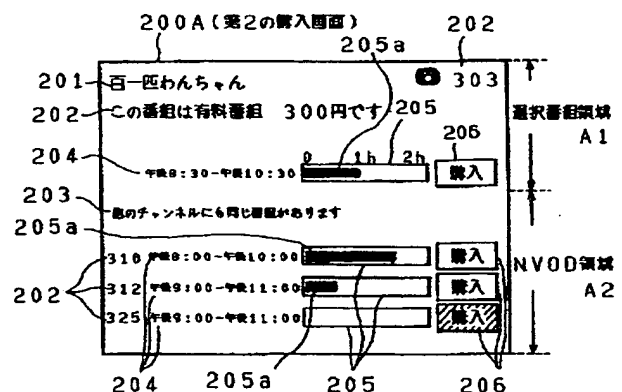 200A(第2の購入画面)
202
205a
201
百一匹わんちゃん
303
202
この番組は有料番組 300円です
205
選択番組領域
A1
206
0 1h 2h
204
午後8:30-午後10:30
購入
203
他のチャンネルにも同じ番組があります
205a
310
午後8:00-午後10:00
購入
NVOD領域
A2
202
312
午後9:00-午後11:00
購入
325
午後9:00-午後11:00
購入
204
205a
205
206